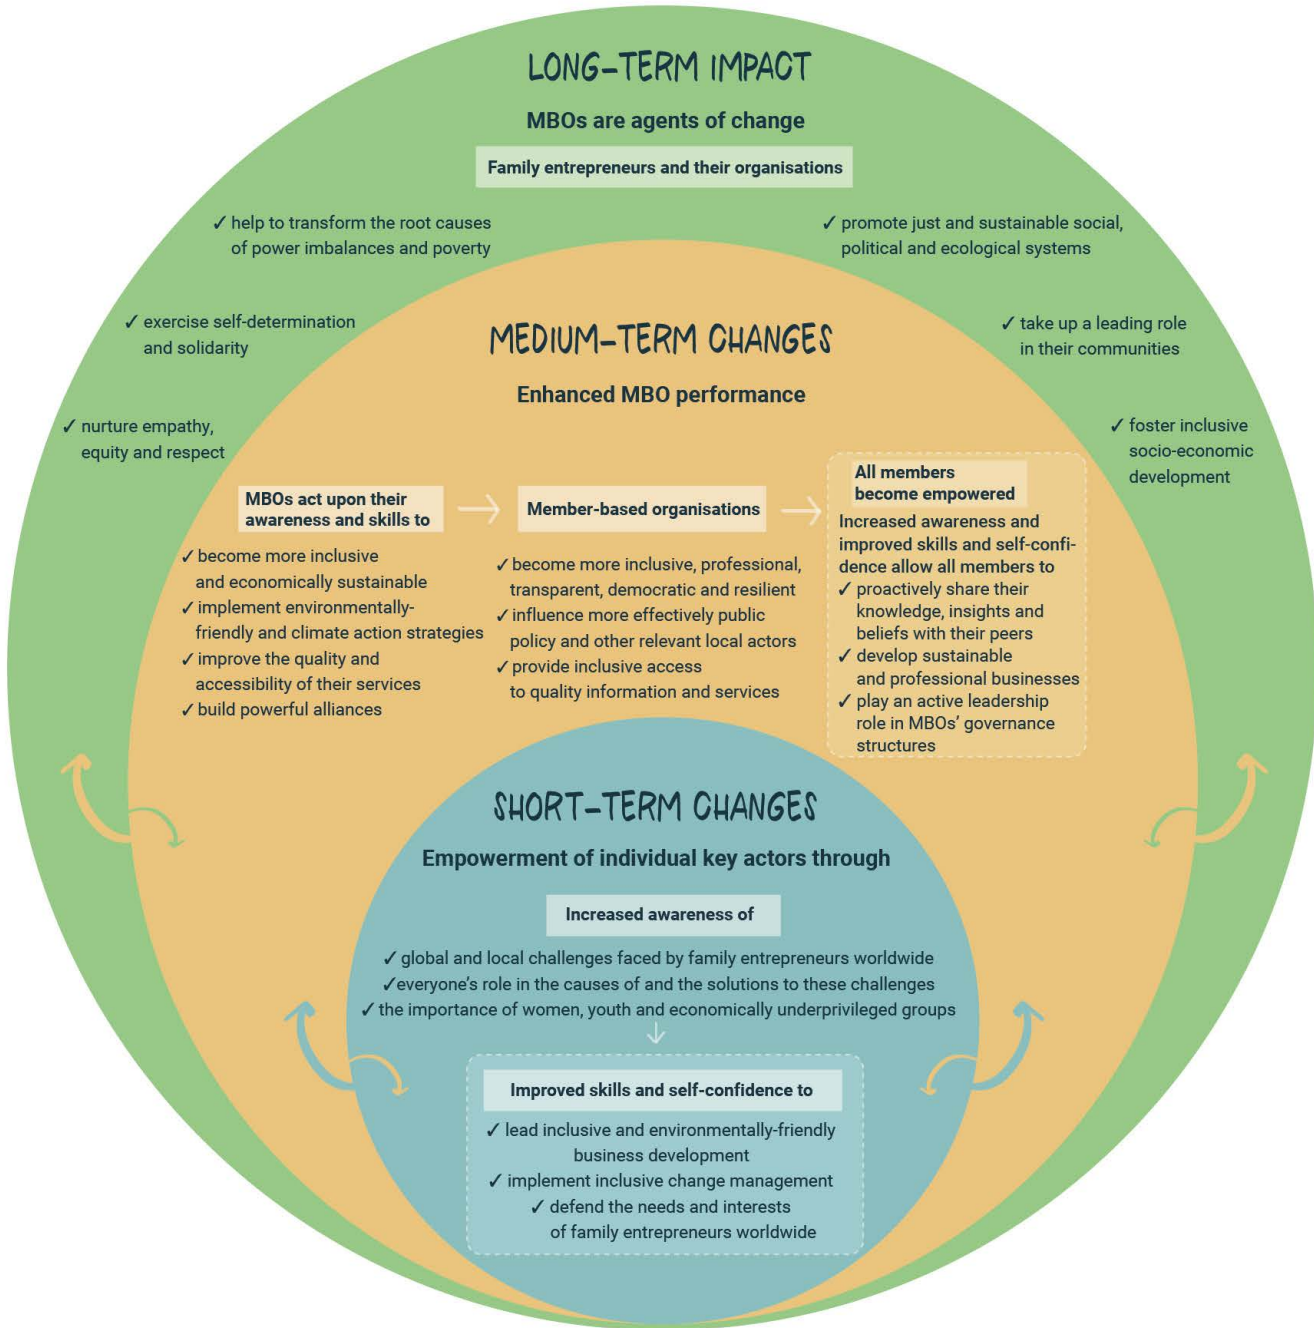 LONG-TERM IMPACT
MBOs are agents of change
Family entrepreneurs and their organisations
✓ help to transform the root causes
of power imbalances and poverty
✓ exercise self-determination
and solidarity
✓ nurture empathy,
equity and respect
✓ promote just and sustainable social,
political and ecological systems
✓ take up a leading role
in their communities
✓ foster inclusive
socio-economic
development
MEDIUM-TERM CHANGES
Enhanced MBO performance
MBOs act upon their
awareness and skills to
✓ become more inclusive
and economically sustainable
✓ implement environmentally-
friendly and climate action strategies
✓ improve the quality and
accessibility of their services
✓ build powerful alliances
Member-based organisations
✓ become more inclusive, professional,
transparent, democratic and resilient
✓ influence more effectively public
policy and other relevant local actors
✓ provide inclusive access
to quality information and services
All members
become empowered
Increased awareness and
improved skills and self-confi-
dence allow all members to
✓ proactively share their
knowledge, insights and
beliefs with their peers
✓ develop sustainable
and professional businesses
✓ play an active leadership
role in MBOs' governance
structures
SHORT-TERM CHANGES
Empowerment of individual key actors through
Increased awareness of
✓ global and local challenges faced by family entrepreneurs worldwide
✓ everyone's role in the causes of and the solutions to these challenges
✓ the importance of women, youth and economically underprivileged groups
Improved skills and self-confidence to
✓ lead inclusive and environmentally-friendly
business development
✓ implement inclusive change management
✓ defend the needs and interests
of family entrepreneurs worldwide